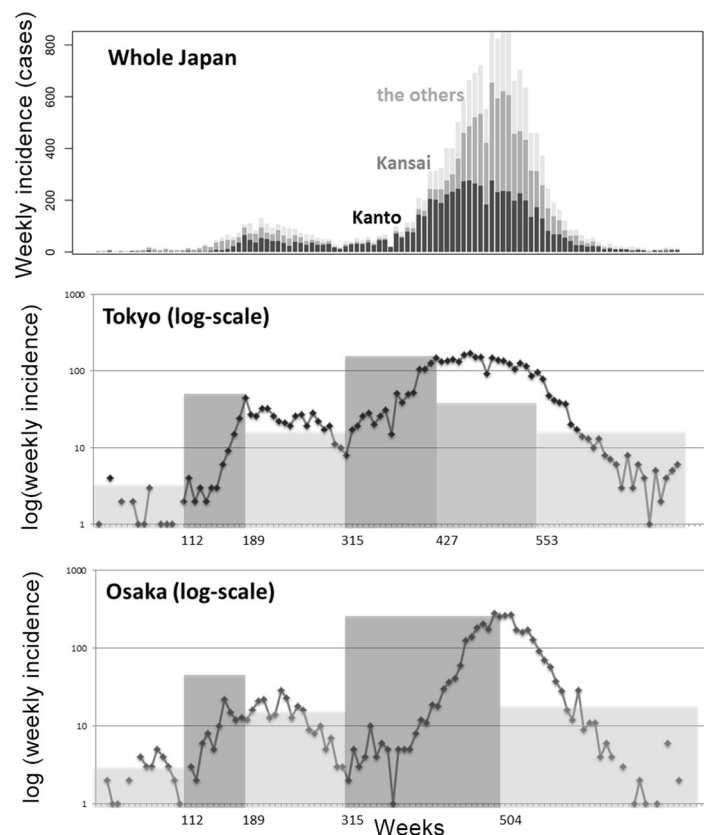 Whole Japan
Weekly incidence (cases)
800
600
400
200
0
the others
Kansai
Kanto
Tokyo (log-scale)
log(weekly incidence)
1000
100
10
1
112 189 315 427 553
Osaka (log-scale)
log (weekly incidence)
1000
100
10
1
112 189 315 504
Weeks